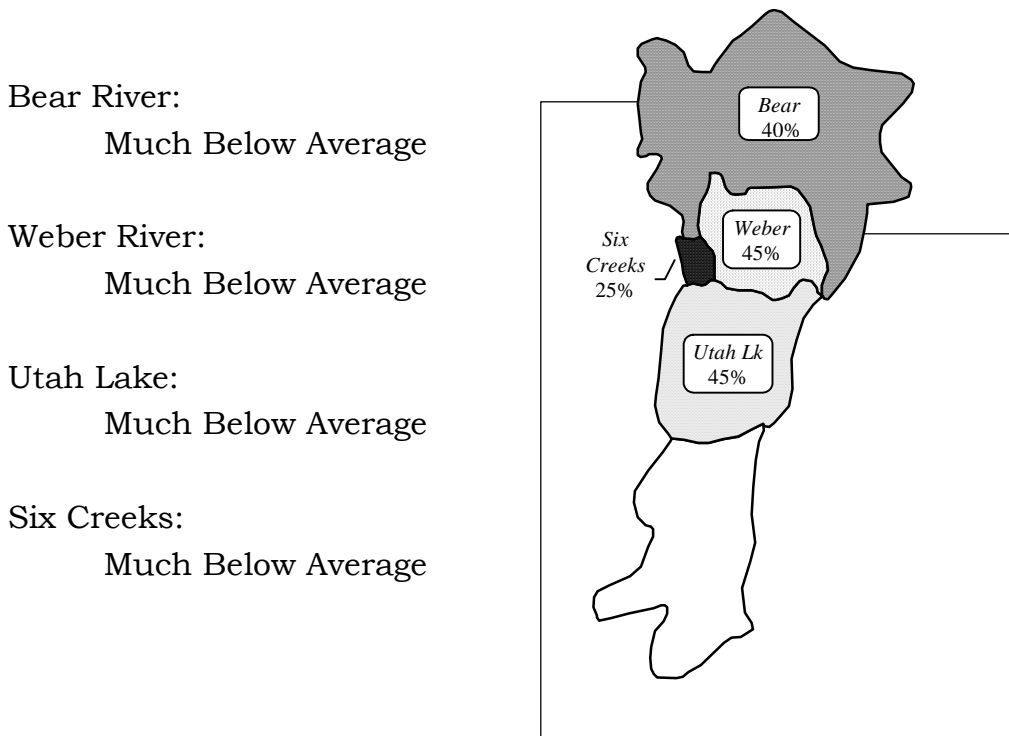 Bear River:
Much Below Average
Weber River:
Much Below Average
Utah Lake:
Much Below Average
Six Creeks:
Much Below Average
Bear
40%
Weber
45%
Six
Creeks
25%
Utah Lk
45%